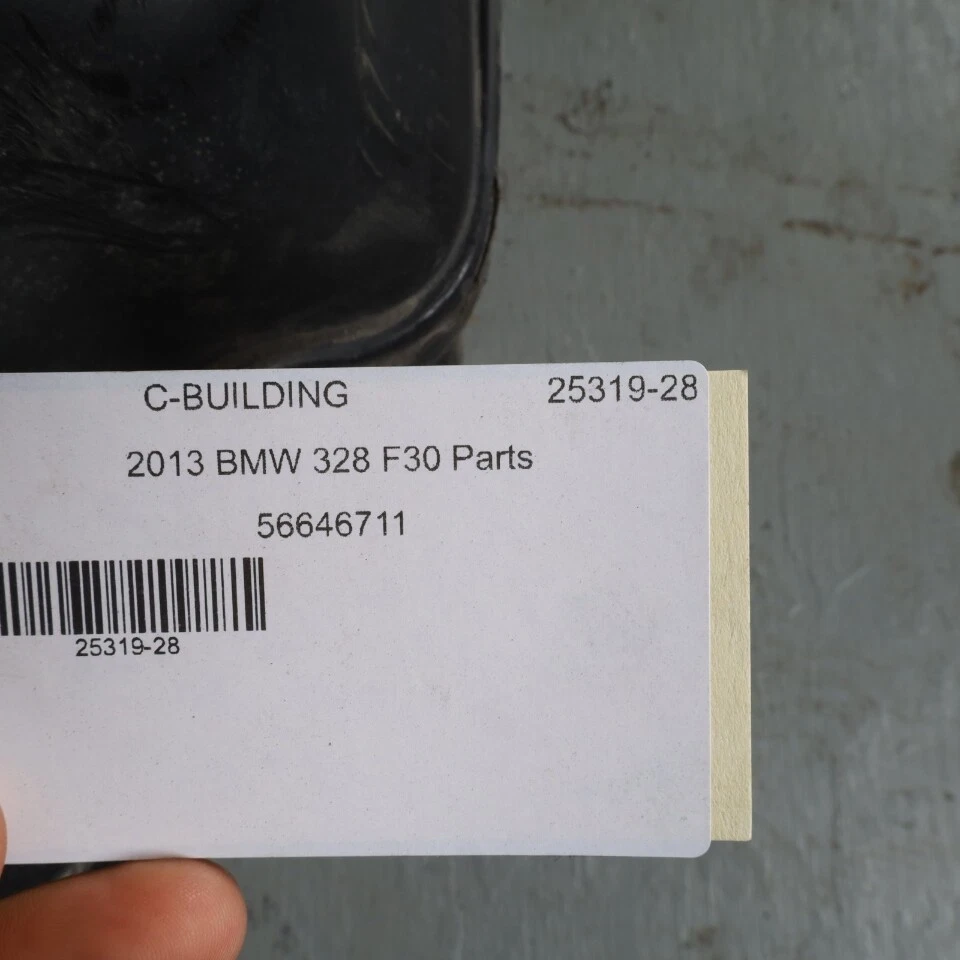 C-BUILDING 25319-28
2013 BMW 328 F30 Parts
56646711
25319-28